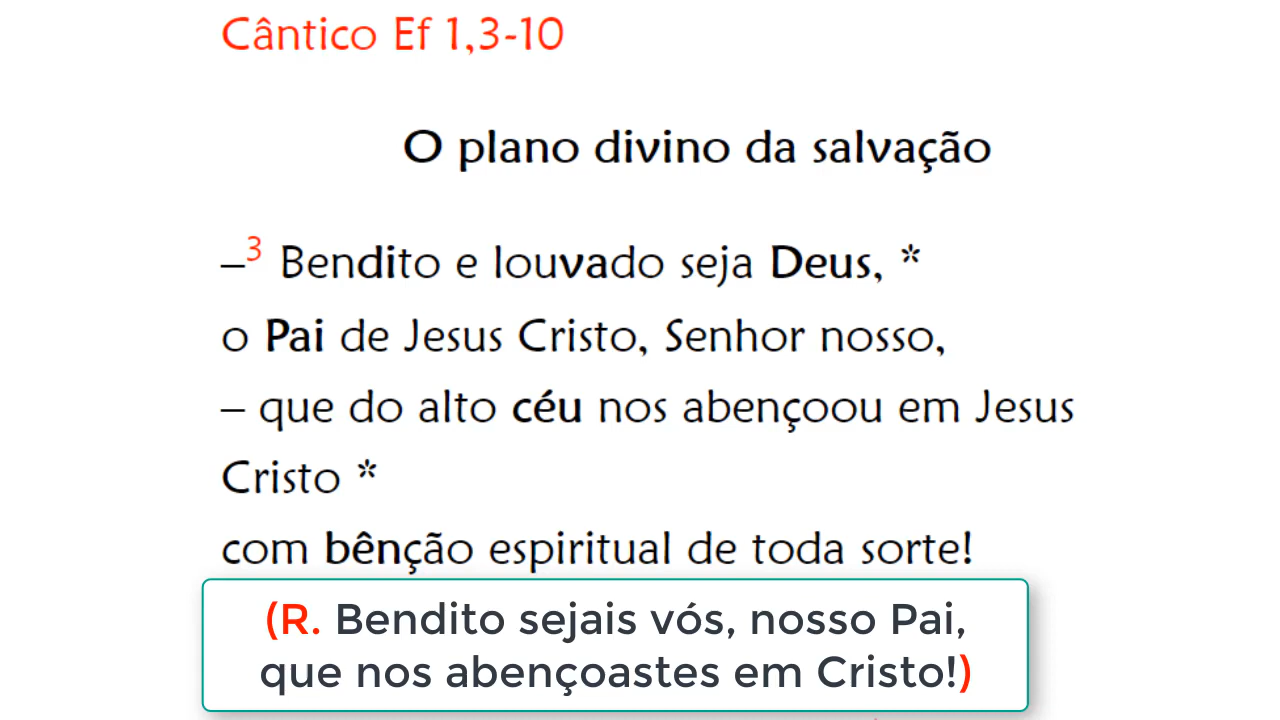 Cântico Ef 1,3-10
O plano divino da salvação
–3 Bendito e louvado seja Deus, *
o Pai de Jesus Cristo, Senhor nosso,
– que do alto céu nos abençoou em Jesus
Cristo *
com bênção espiritual de toda sorte!
(R. Bendito sejais vós, nosso Pai,
que nos abençoastes em Cristo!)